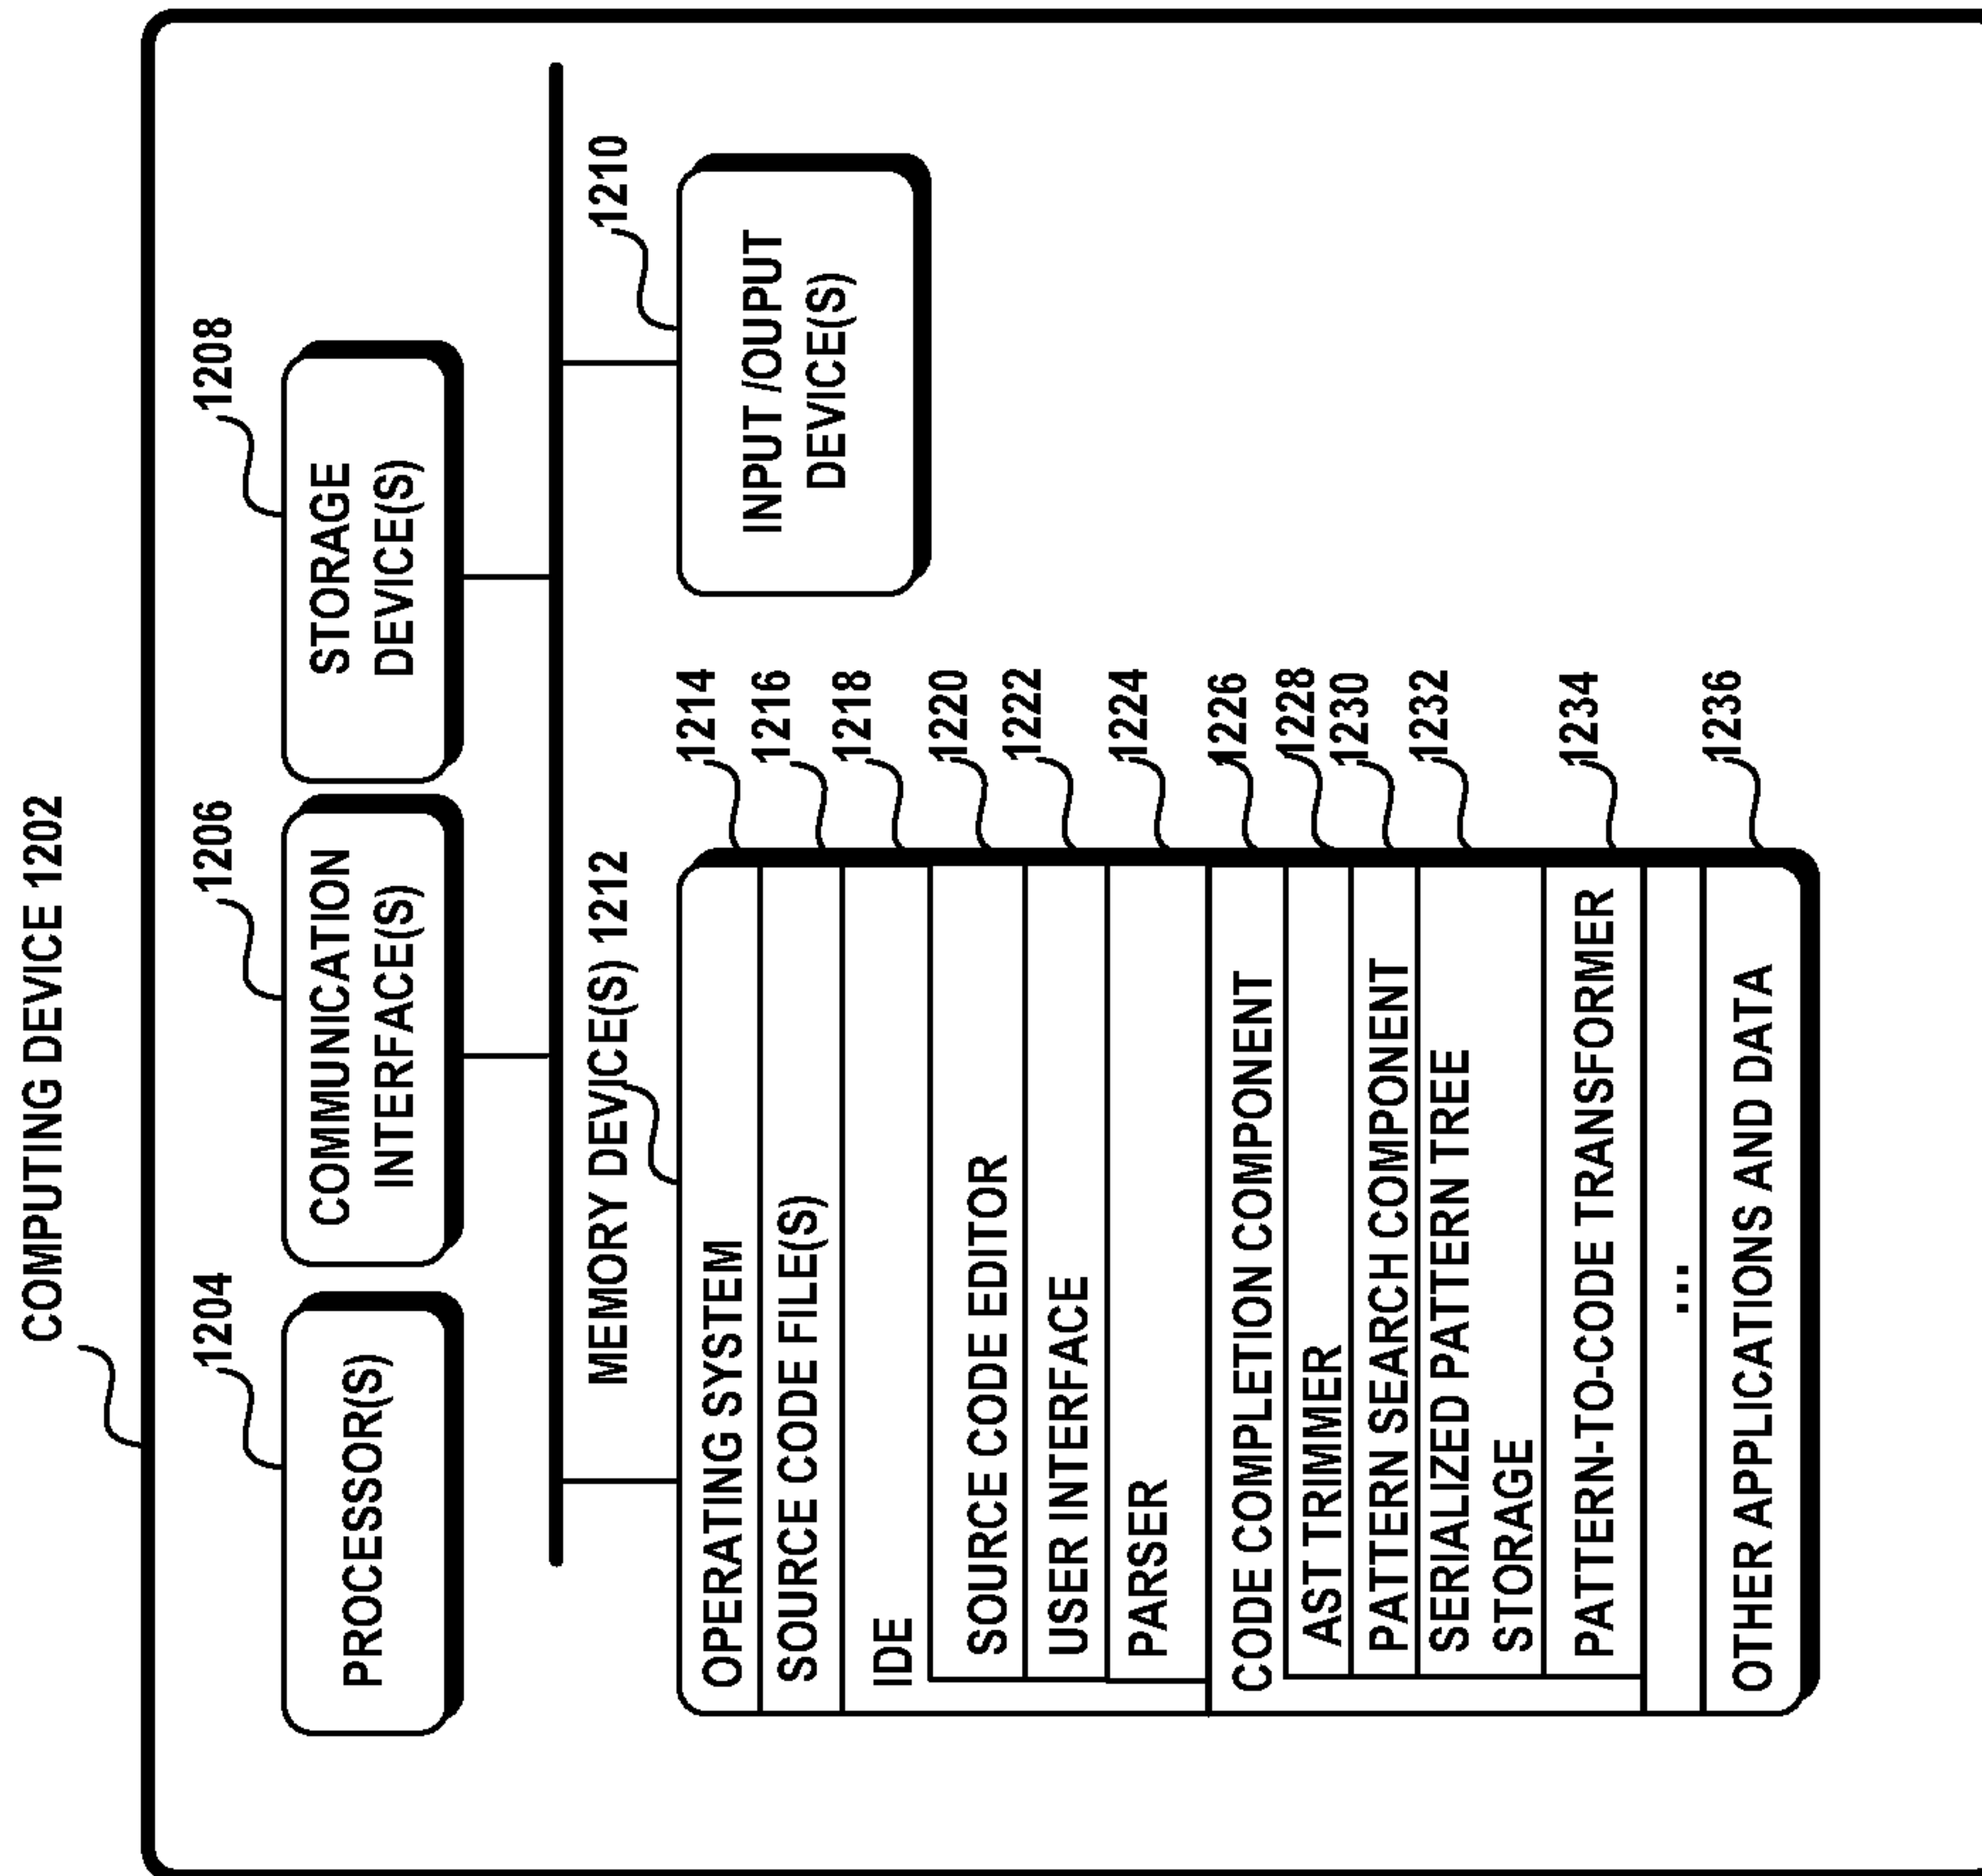 COMPUTING DEVICE 1202
1204
1206
1208
PROCESSOR(S)
COMMUNICATION
INTERFACE(S)
STORAGE
DEVICE(S)
MEMORY DEVICE(S) 1212
1210
INPUT /OUPUT
DEVICE(S)
OPERATING SYSTEM
1214
SOURCE CODE FILE(S)
1216
IDE
1218
SOURCE CODE EDITOR
1220
USER INTERFACE
1222
PARSER
1224
CODE COMPLETION COMPONENT
1226
AST TRIMMER
1228
PATTERN SEARCH COMPONENT
1230
SERIALIZED PATTERN TREE
STORAGE
1232
PATTERN-TO-CODE TRANSFORMER
1234
...
OTHER APPLICATIONS AND DATA
1236